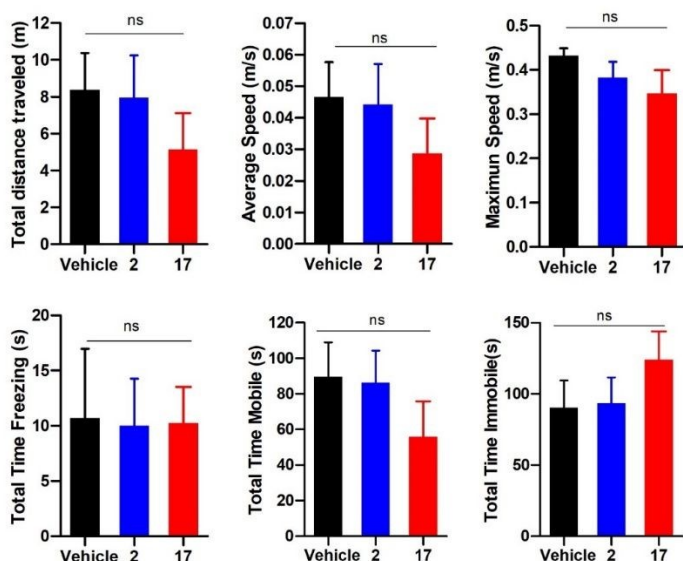 Total distance traveled (m)
12
10
8
6
4
2
0
ns
Vehicle 2 17
Average Speed (m/s)
0.07
0.06
0.05
0.04
0.03
0.02
0.01
0.00
ns
Vehicle 2 17
Maximun Speed (m/s)
0.5
0.4
0.3
0.2
0.1
0.0
ns
Vehicle 2 17
Total Time Freezing (s)
20
15
10
5
0
ns
Vehicle 2 17
Total Time Mobile (s)
120
100
80
60
40
20
0
ns
Vehicle 2 17
Total Time Immobile(s)
150
100
50
0
ns
Vehicle 2 17